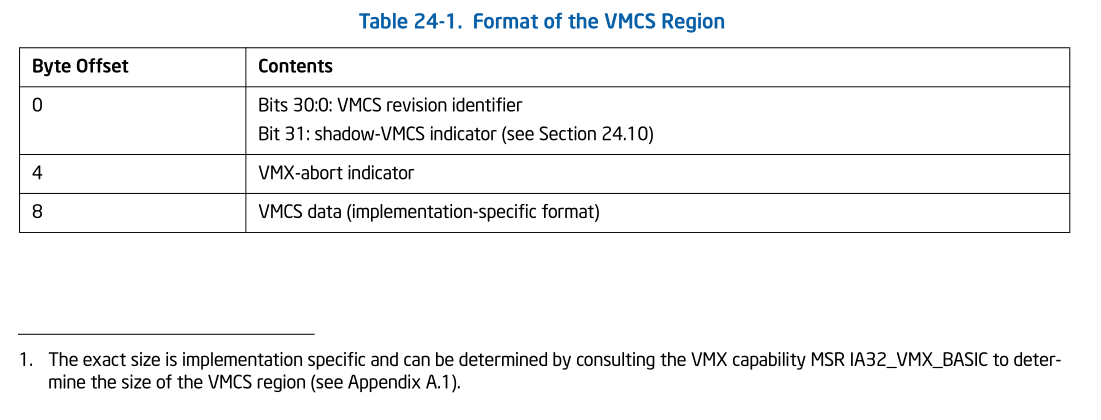 Table 24-1. Format of the VMCS Region
Byte Offset Contents
0 Bits 30:0: VMCS revision identifier
Bit 31: shadow-VMCS indicator (see Section 24.10)
4 VMX-abort indicator
8 VMCS data (implementation-specific format)
1. The exact size is implementation specific and can be determined by consulting the VMX capability MSR IA32_VMX_BASIC to deter-
mine the size of the VMCS region (see Appendix A.1).